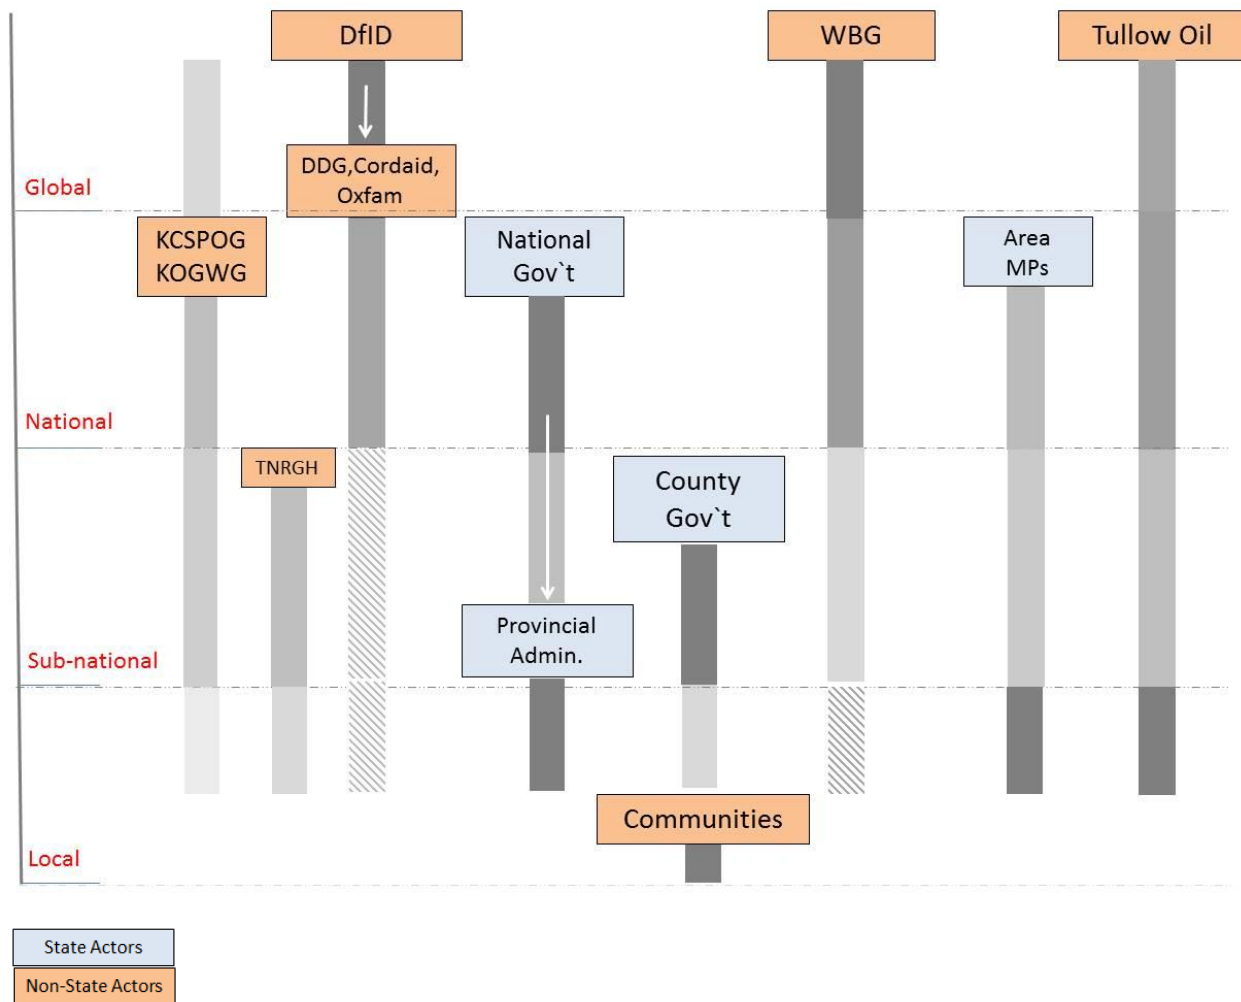 DfID
WBG
Tullow Oil
DDG,Cordaid,
Oxfam
Global
KCSPOG
KOGWG
National
Gov`t
Area
MPs
National
TNRGH
County
Gov`t
Provincial
Admin.
Sub-national
Communities
Local
State Actors
Non-State Actors